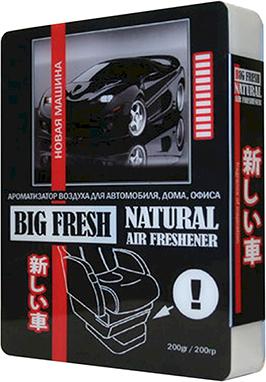 НОВАЯ МАШИНА
АРОМАТИЗАТОР ВОЗДУХА ДЛЯ АВТОМОБИЛЯ, ДОМА, ОФИСА
BIG FRESH
NATURAL
AIR FRESHENER
新しい車
!
200gr / 200гр
BIG FRESH
NATURAL
AIR FRESHENER
新しい車